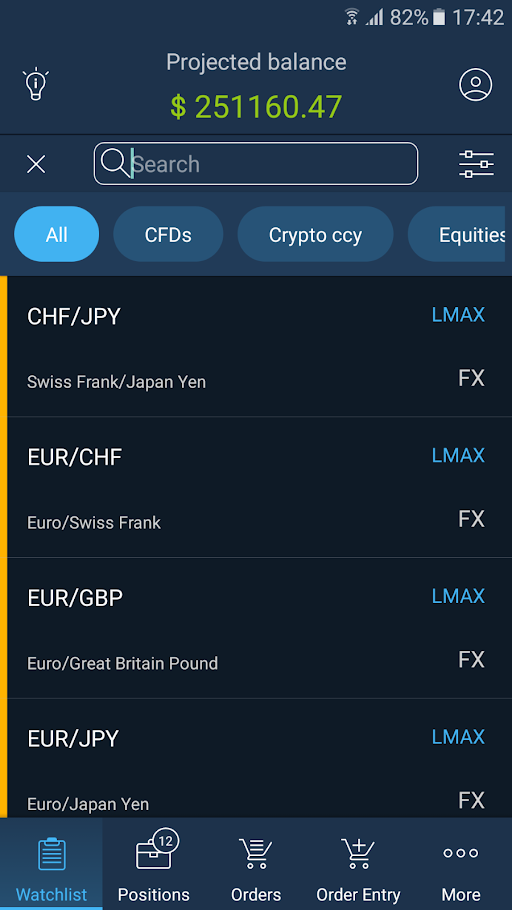 82% 17:42
Projected balance
$ 251160.47
Search
All CFDs Crypto ccy Equities
CHF/JPY LMAX
Swiss Frank/Japan Yen FX
EUR/CHF LMAX
Euro/Swiss Frank FX
EUR/GBP LMAX
Euro/Great Britain Pound FX
EUR/JPY LMAX
Euro/Japan Yen FX
12
Watchlist Positions Orders Order Entry More